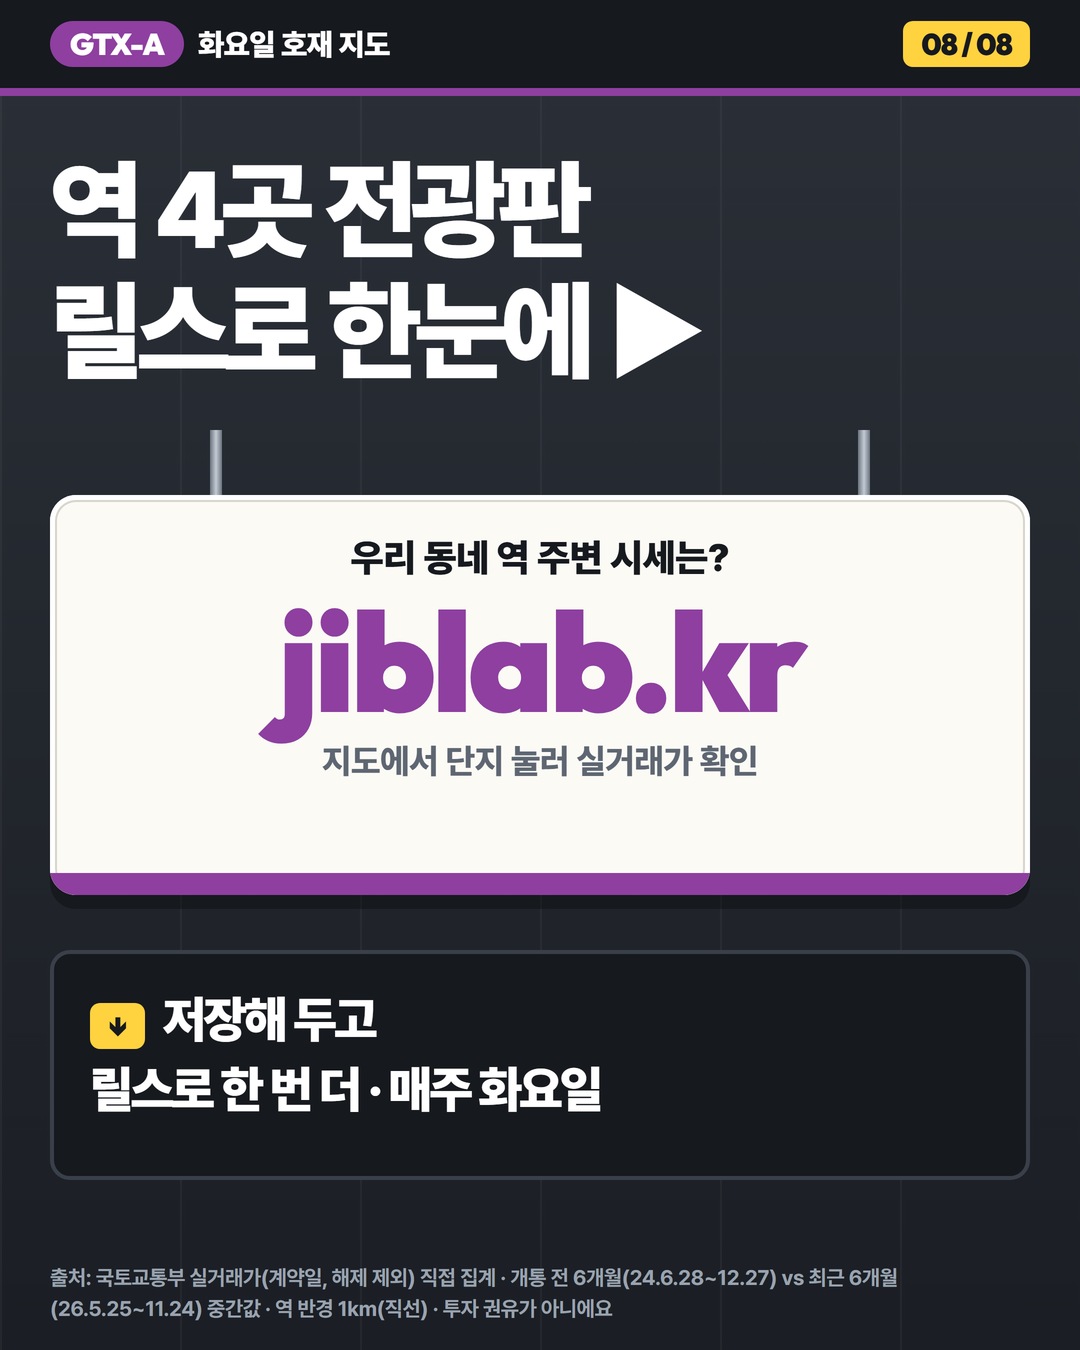 GTX-A 화요일 호재 지도
08 / 08
역 4곳 전광판
릴스로 한눈에 ▶
우리 동네 역 주변 시세는?
jiblab.kr
지도에서 단지 눌러 실거래가 확인
저장해 두고
릴스로 한 번 더 · 매주 화요일
출처: 국토교통부 실거래가(계약일, 해제 제외) 직접 집계 · 개통 전 6개월(24.6.28~12.27) vs 최근 6개월
(26.5.25~11.24) 중간값 · 역 반경 1km(직선) · 투자 권유가 아니에요